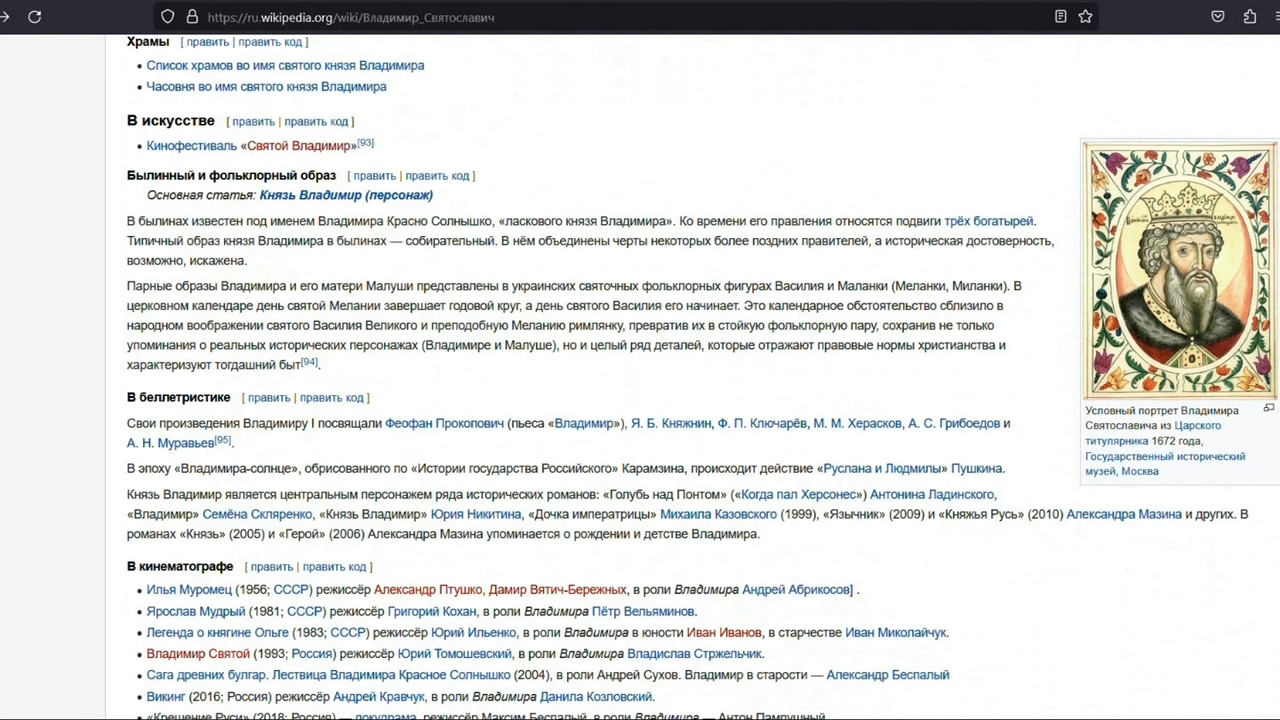 https://ru.wikipedia.org/wiki/Владимир_Святославич
Храмы [ править | править код ]
• Список храмов во имя святого князя Владимира
• Часовня во имя святого князя Владимира
В искусстве [ править | править код ]
• Кинофестиваль «Святой Владимир»[93]
Былинный и фольклорный образ [ править | править код ]
Основная статья: Князь Владимир (персонаж)
В былинах известен под именем Владимира Красно Солнышко, «ласкового князя Владимира». Ко времени его правления относятся подвиги трёх богатырей.
Типичный образ князя Владимира в былинах — собирательный. В нём объединены черты некоторых более поздних правителей, а историческая достоверность,
возможно, искажена.
Парные образы Владимира и его матери Малуши представлены в украинских святочных фольклорных фигурах Василия и Маланки (Меланки, Миланки). В
церковном календаре день святой Мелании завершает годовой круг, а день святого Василия его начинает. Это календарное обстоятельство сблизило в
народном воображении святого Василия Великого и преподобную Меланию римлянку, превратив их в стойкую фольклорную пару, сохранив не только
упоминания о реальных исторических персонажах (Владимире и Малуше), но и целый ряд деталей, которые отражают правовые нормы христианства и
характеризуют тогдашний быт[94].
В беллетристике [ править | править код ]
Свои произведения Владимиру I посвящали Феофан Прокопович (пьеса «Владимир»), Я. Б. Княжнин, Ф. П. Ключарёв, М. М. Херасков, А. С. Грибоедов и
А. Н. Муравьев[95].
В эпоху «Владимира-солнце», обрисованного по «Истории государства Российского» Карамзина, происходит действие «Руслана и Людмилы» Пушкина.
Князь Владимир является центральным персонажем ряда исторических романов: «Голубь над Понтом» («Когда пал Херсонес») Антонина Ладинского,
«Владимир» Семёна Скляренко, «Князь Владимир» Юрия Никитина, «Дочка императрицы» Михаила Казовского (1999), «Язычник» (2009) и «Княжья Русь» (2010) Александра Мазина и других. В
романах «Князь» (2005) и «Герой» (2006) Александра Мазина упоминается о рождении и детстве Владимира.
В кинематографе [ править | править код ]
• Илья Муромец (1956; СССР) режиссёр Александр Птушко, Дамир Вятич-Бережных, в роли Владимира Андрей Абрикосов] .
• Ярослав Мудрый (1981; СССР) режиссёр Григорий Кохан, в роли Владимира Пётр Вельяминов.
• Легенда о княгине Ольге (1983; СССР) режиссёр Юрий Ильенко, в роли Владимира в юности Иван Иванов, в старчестве Иван Миколайчук.
• Владимир Святой (1993; Россия) режиссёр Юрий Томошевский, в роли Владимира Владислав Стржельчик.
• Сага древних булгар. Лествица Владимира Красное Солнышко (2004), в роли Андрей Сухов. Владимир в старости — Александр Беспалый
• Викинг (2016; Россия) режиссёр Андрей Кравчук, в роли Владимира Данила Козловский.
• «Крещение Руси» (2018; Россия) — докудрама, режиссёр Максим Беспалый, в роли Владимира — Антон Пампушный.
Условный портрет Владимира
Святославича из Царского
титулярника 1672 года,
Государственный исторический
музей, Москва